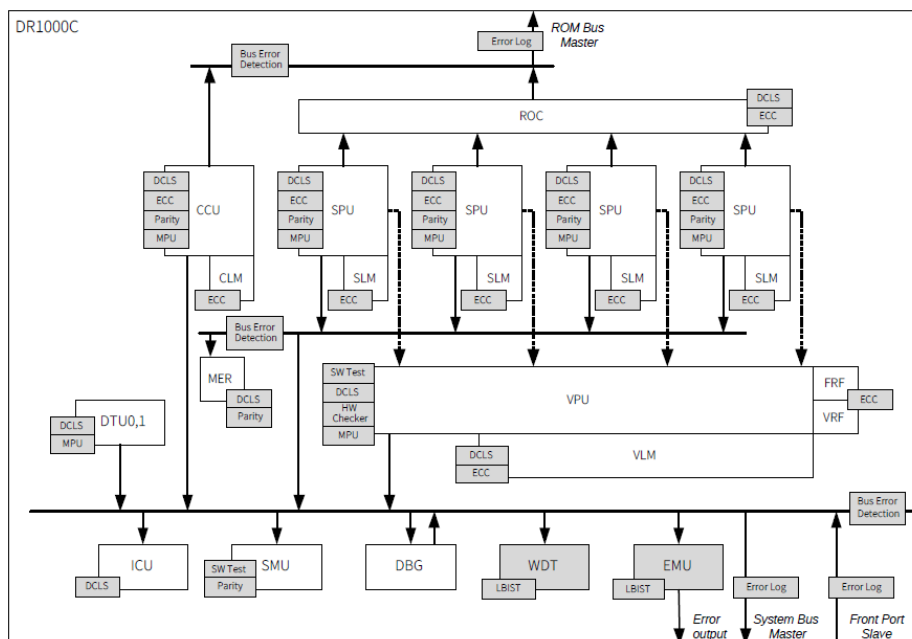 DR1000C
ROM Bus
Master
Error Log
Bus Error
Detection
ROC
DCLS
ECC
CCU
DCLS
ECC
Parity
MPU
CLM
ECC
SPU
DCLS
ECC
Parity
MPU
SLM
ECC
SPU
DCLS
ECC
Parity
MPU
SLM
ECC
SPU
DCLS
ECC
Parity
MPU
SLM
ECC
SPU
DCLS
ECC
Parity
MPU
SLM
ECC
Bus Error
Detection
MER
DCLS
Parity
SW Test
DCLS
HW
Checker
MPU
VPU
FRF
VRF
ECC
DTU0,1
DCLS
MPU
VLM
DCLS
ECC
Bus Error
Detection
ICU
DCLS
SMU
SW Test
Parity
DBG
WDT
LBIST
EMU
LBIST
Error Log
Error Log
Error
output
System Bus
Master
Front Port
Slave